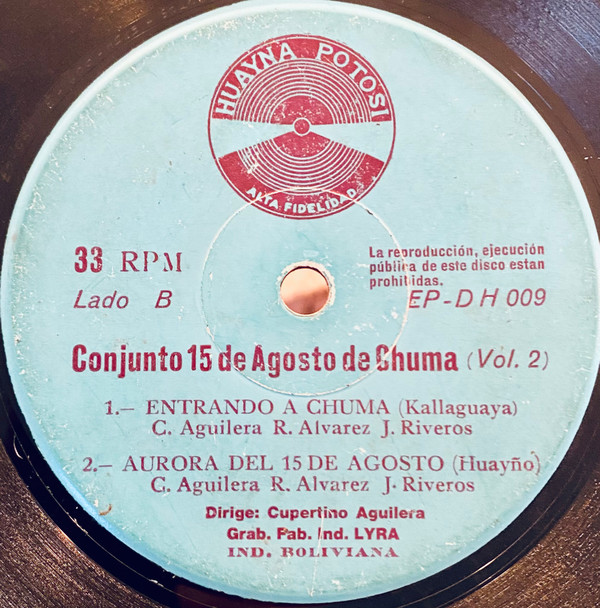 HUAYNA POTOSI
ALTA FIDELIDAD
33 RPM
Lado B
La reproducción, ejecución
pública de este disco estan
prohibidas.
EP-DH 009
Conjunto 15 de Agosto de Chuma (Vol. 2)
1.— ENTRANDO A CHUMA (Kallaguaya)
C. Aguilera R. Alvarez J. Riveros
2.— AURORA DEL 15 DE AGOSTO (Huayño)
C. Aguilera R. Alvarez J. Riveros
Dirige: Cupertino Aguilera
Grab. Fab. Ind. LYRA
IND. BOLIVIANA